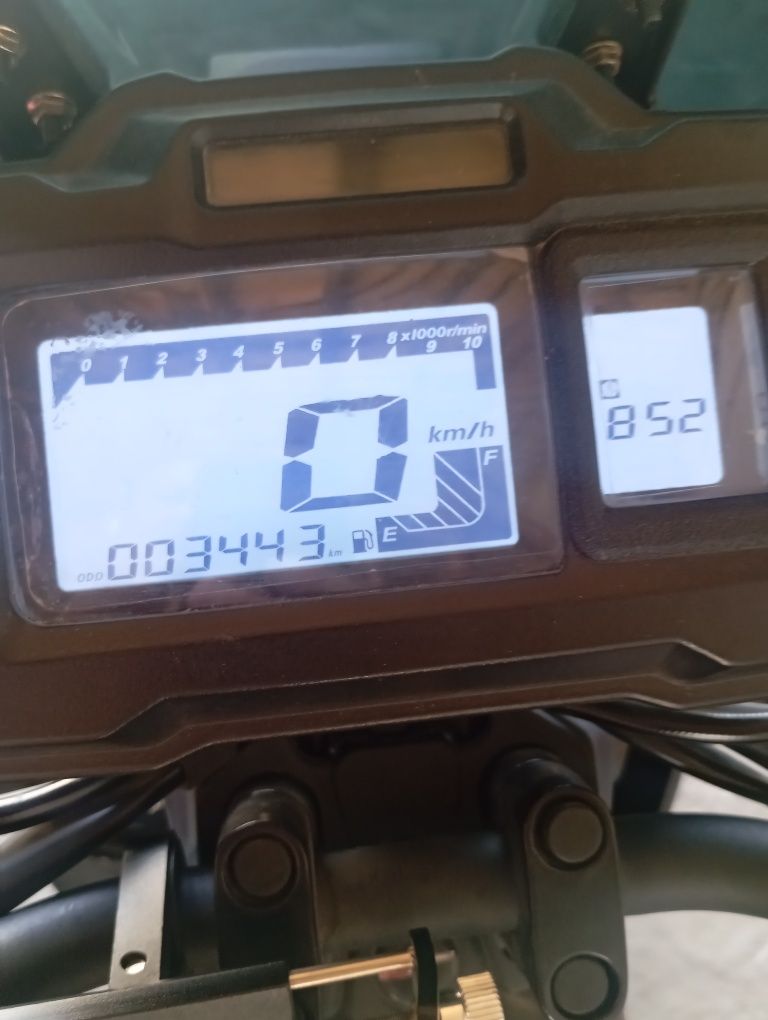 0 1 2 3 4 5 6 7 8 x1000r/min
9 10
0 km/h
F
E
ODO 003443 km
852